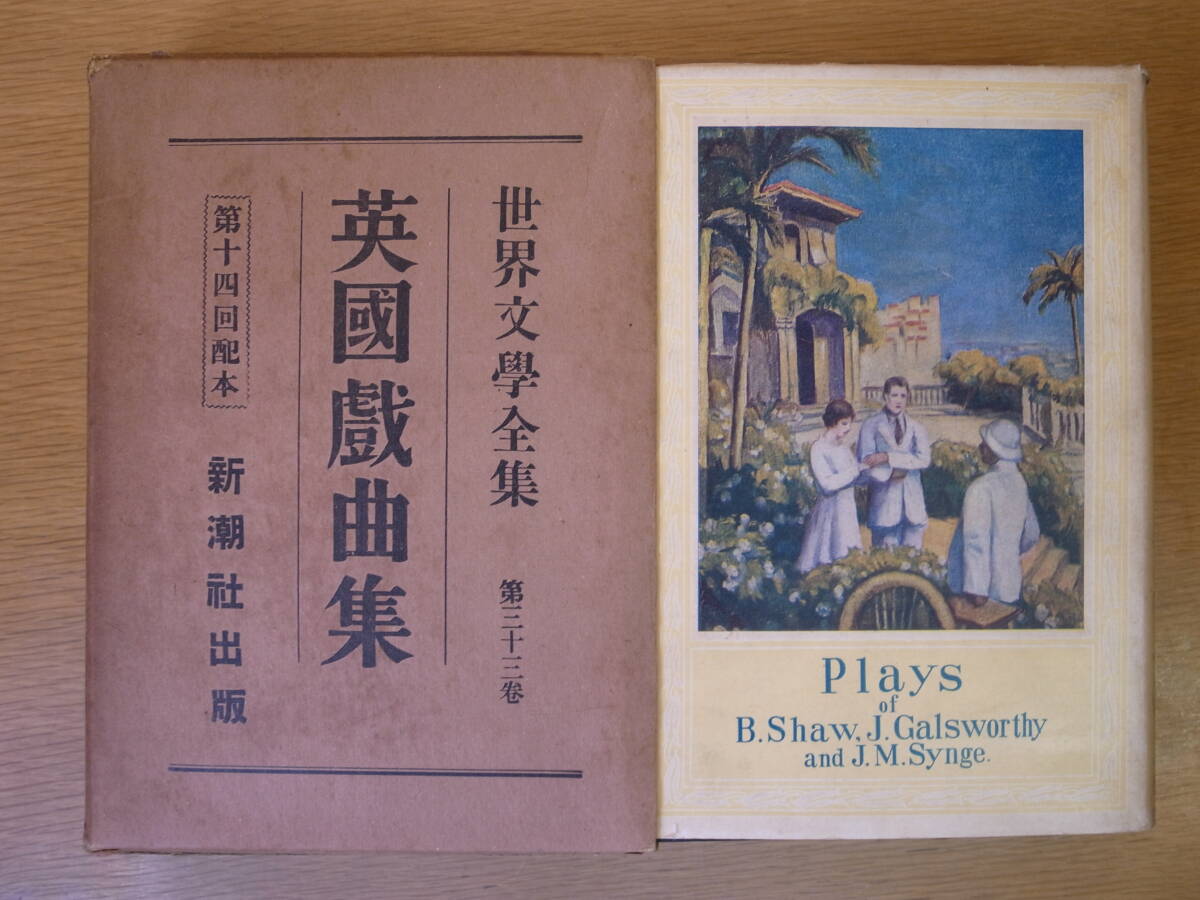 世界文學全集 第三十三卷
英國戲曲集
第十四回配本
新潮社出版
Plays
of
B. Shaw, J. Galsworthy
and J. M. Synge.